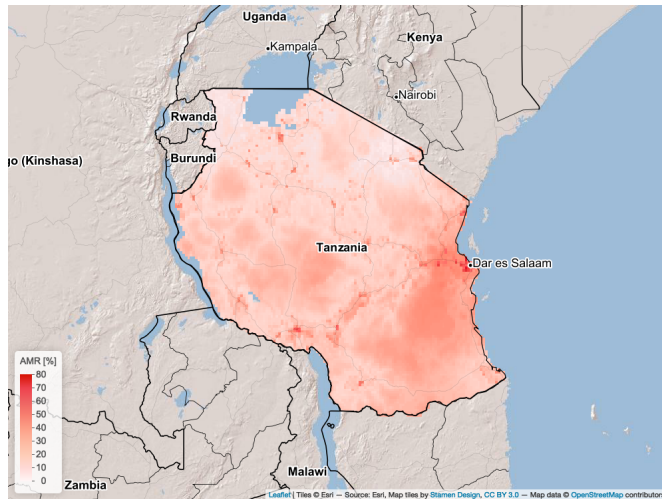 Uganda
Kampala
Kenya
Nairobi
Rwanda
go (Kinshasa)
Burundi
Tanzania
Dar es Salaam
AMR [%]
80
70
60
50
40
30
20
10
0
Zambia
Malawi
Leaflet | Tiles © Esri — Source: Esri, Map tiles by Stamen Design, CC BY 3.0 — Map data © OpenStreetMap contributors